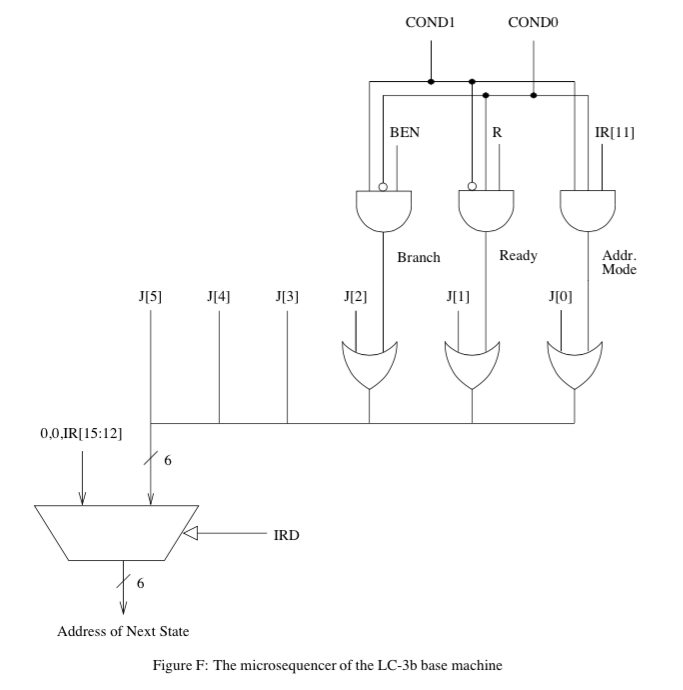 COND1 COND0
BEN R IR[11]
Branch Ready Addr.
Mode
J[5] J[4] J[3] J[2] J[1] J[0]
0,0,IR[15:12]
6
IRD
6
Address of Next State
Figure F: The microsequencer of the LC-3b base machine